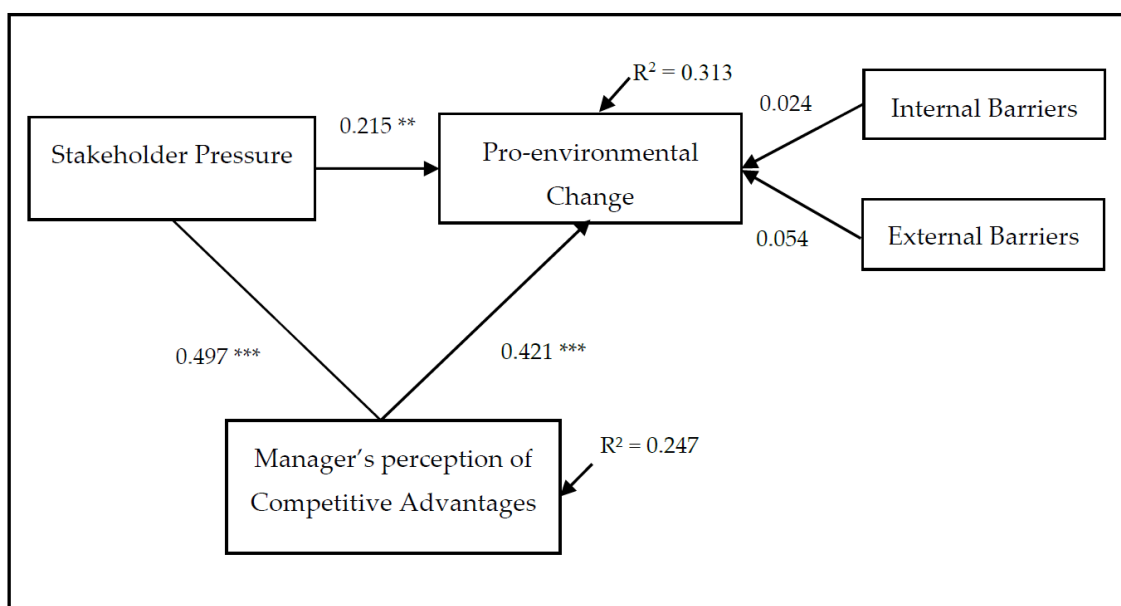 R² = 0.313
Stakeholder Pressure
0.215 **
Pro-environmental
Change
0.024
Internal Barriers
0.054
External Barriers
0.497 ***
0.421 ***
Manager’s perception of
Competitive Advantages
R² = 0.247